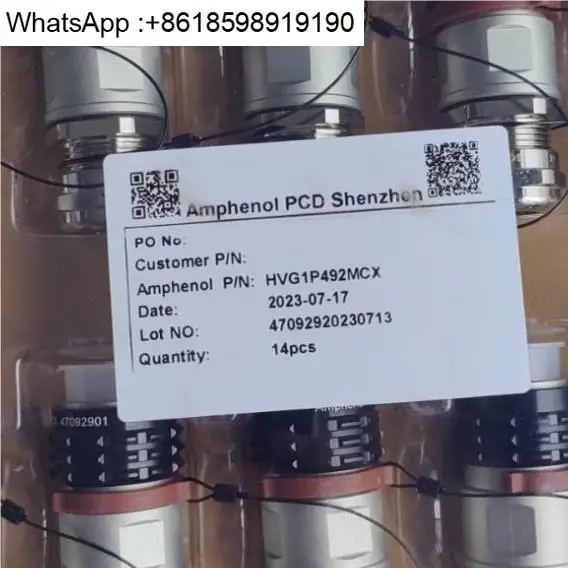 WhatsApp :+8618598919190
Amphenol PCD Shenzhen
PO No:
Customer P/N:
Amphenol P/N: HVG1P492MCX
Date: 2023-07-17
Lot NO: 47092920230713
Quantity: 14pcs
47092901
Amphenol